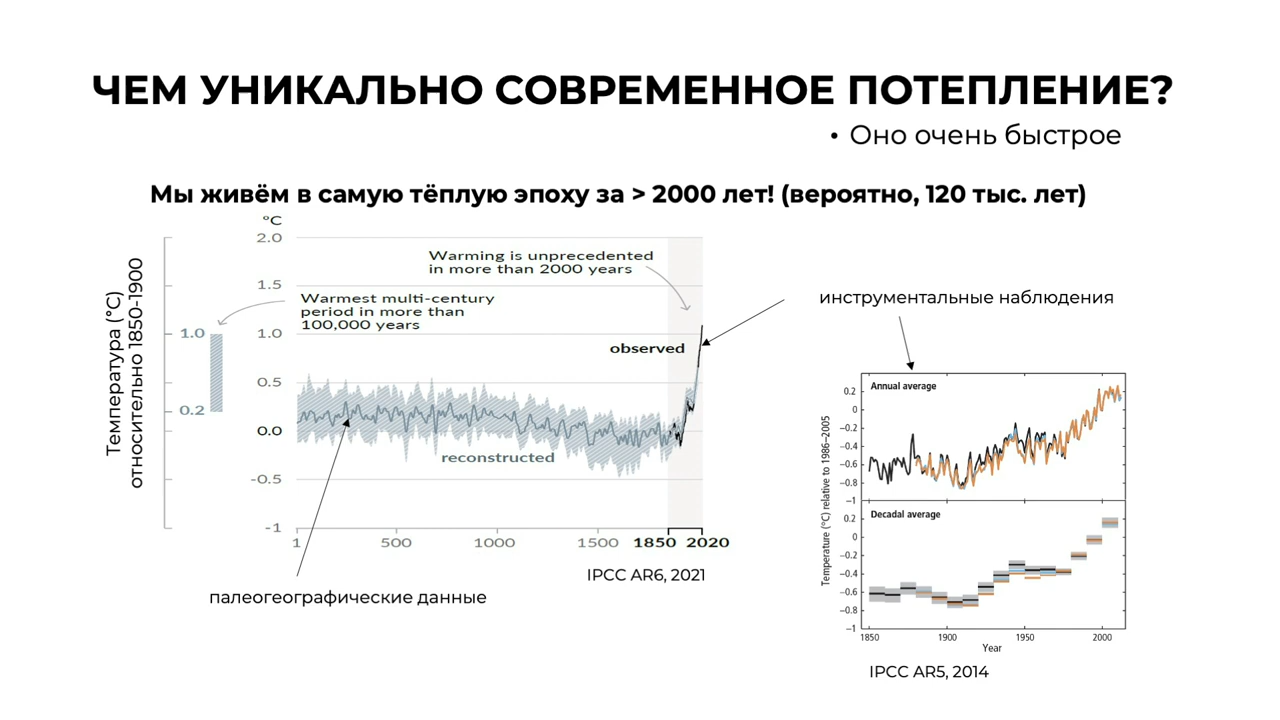 ЧЕМ УНИКАЛЬНО СОВРЕМЕННОЕ ПОТЕПЛЕНИЕ?
• Оно очень быстрое
Мы живём в самую тёплую эпоху за > 2000 лет! (вероятно, 120 тыс. лет)
Температура (°C)
относительно 1850-1900
1.0
0.2
°C
2.0
1.5
1.0
0.5
0.0
-0.5
-1
Warming is unprecedented
in more than 2000 years
Warmest multi-century
period in more than
100,000 years
observed
reconstructed
1 500 1000 1500 1850 2020
IPCC AR6, 2021
палеогеографические данные
инструментальные наблюдения
Temperature (°C) relative to 1986–2005
Annual average
0.2
0
−0.2
−0.4
−0.6
−0.8
−1
Decadal average
0.2
0
−0.2
−0.4
−0.6
−0.8
−1
1850 1900 1950 2000
Year
IPCC AR5, 2014